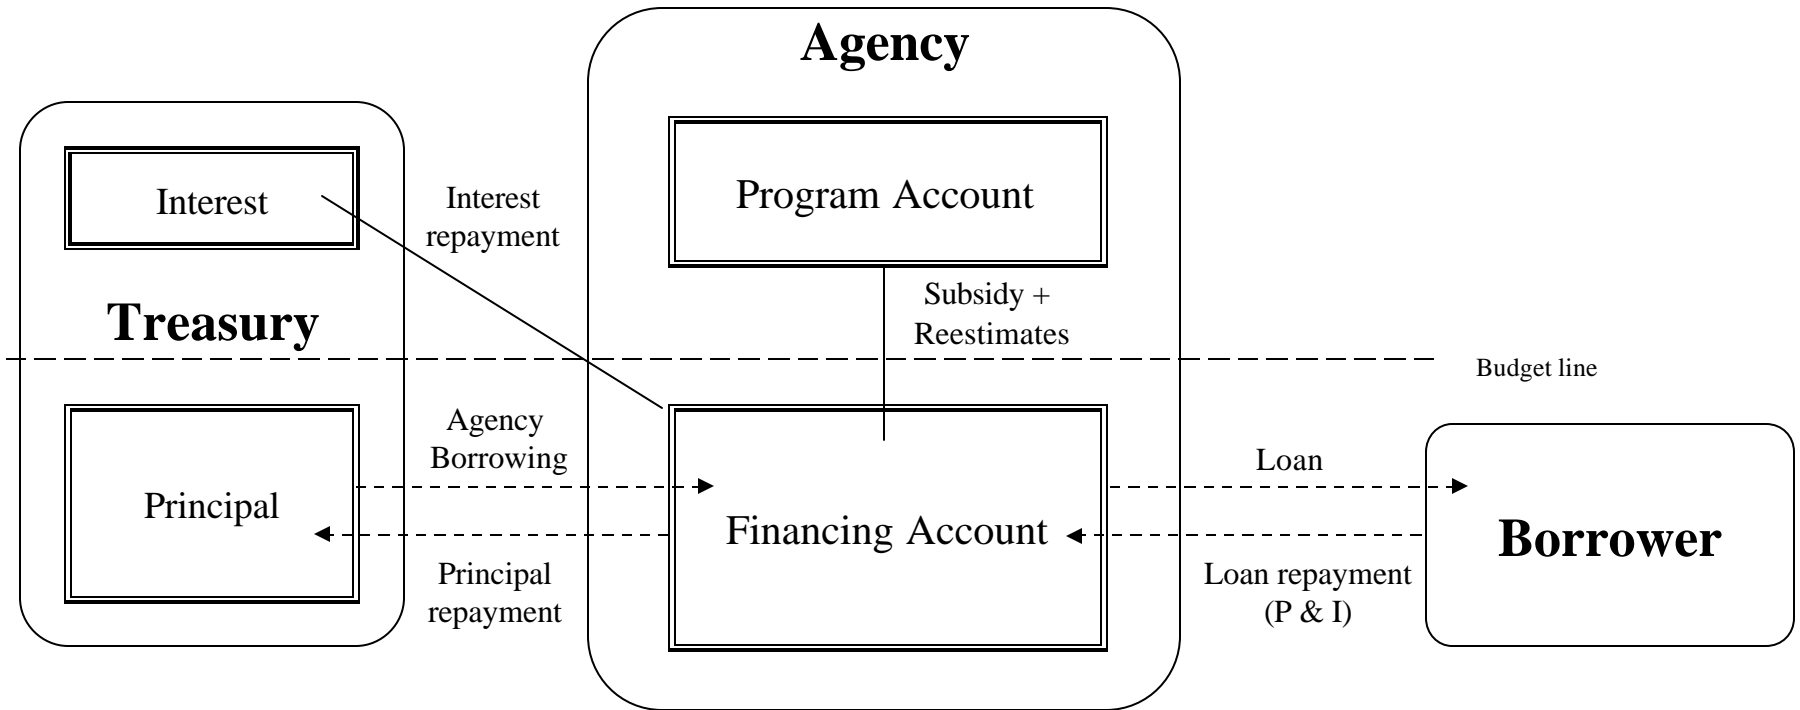 Agency
Program Account
Interest
Interest
repayment
Subsidy +
Reestimates
Treasury
Budget line
Agency
Borrowing
Loan
Principal
Financing Account
Borrower
Principal
repayment
Loan repayment
(P & I)